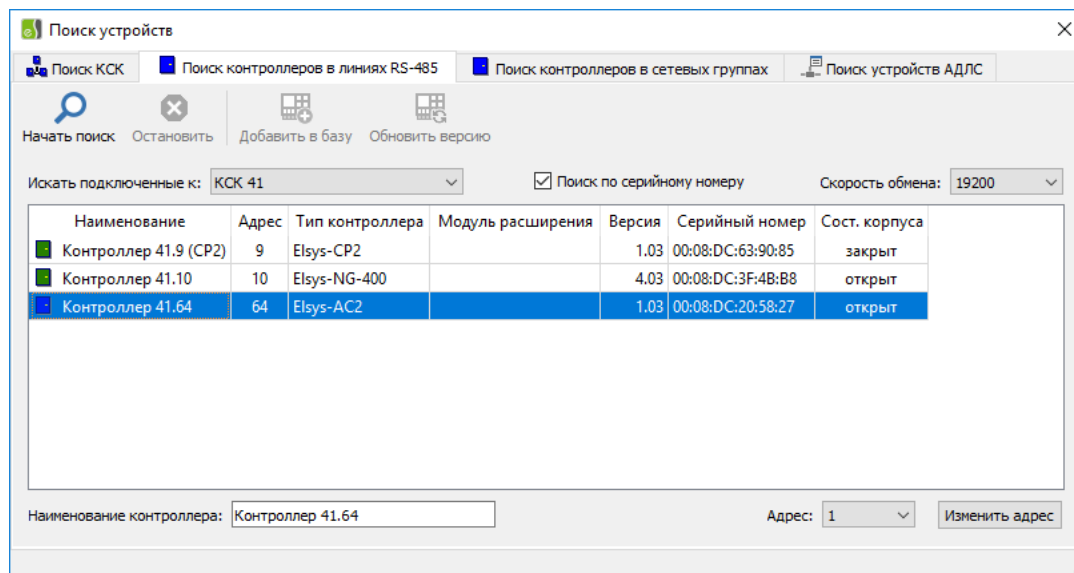 Поиск устройств
Поиск КСК Поиск контроллеров в линиях RS-485 Поиск контроллеров в сетевых группах Поиск устройств АДЛС
Начать поиск Остановить Добавить в базу Обновить версию
Искать подключенные к: КСК 41 Поиск по серийному номеру Скорость обмена: 19200
Наименование Адрес Тип контроллера Модуль расширения Версия Серийный номер Сост. корпуса
Контроллер 41.9 (CP2) 9 Elsys-CP2 1.03 00:08:DC:63:90:85 закрыт
Контроллер 41.10 10 Elsys-NG-400 4.03 00:08:DC:3F:4B:B8 открыт
Контроллер 41.64 64 Elsys-AC2 1.03 00:08:DC:20:58:27 открыт
Наименование контроллера: Контроллер 41.64 Адрес: 1 Изменить адрес